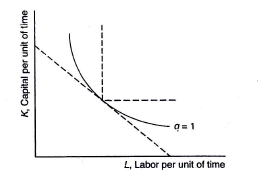 K, Capital per unit of time
q = 1
L, Labor per unit of time